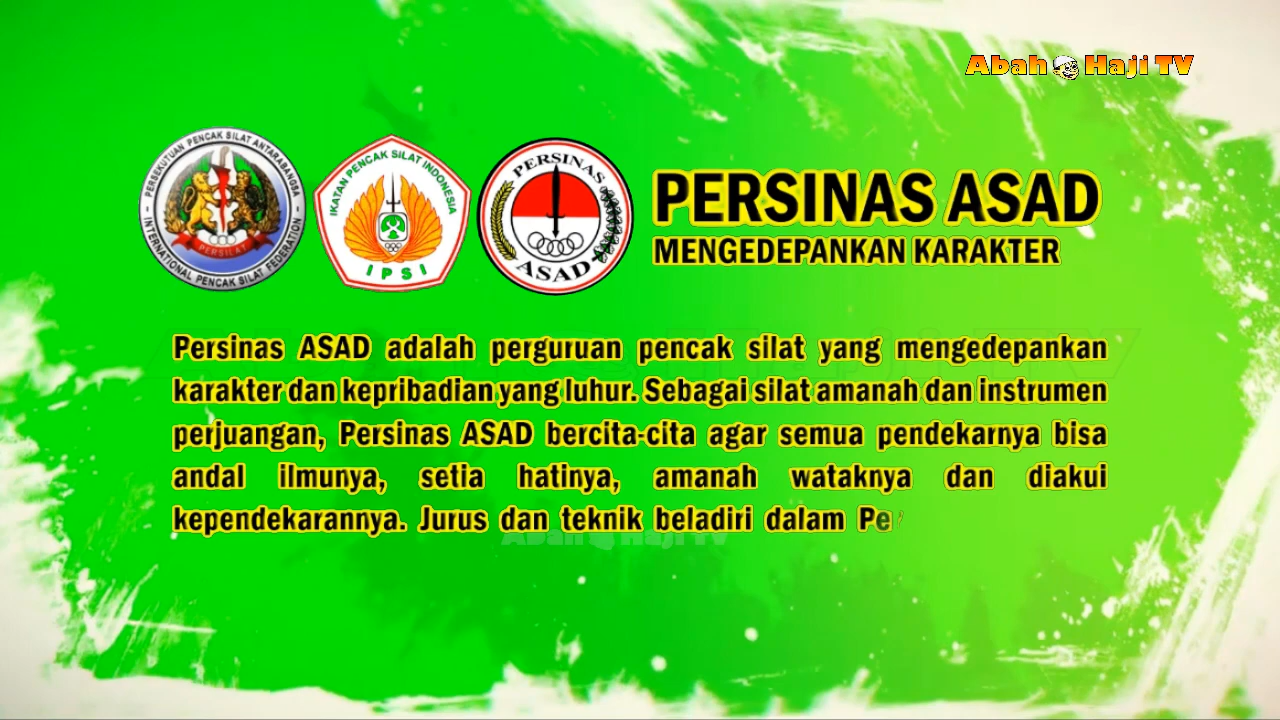 Abah Haji TV
PERSEKUTUAN PENCAK SILAT ANTARABANGSA
INTERNATIONAL PENCAK SILAT FEDERATION
PERSILAT
IKATAN PENCAK SILAT INDONESIA
IPSI
PERSINAS
ASAD
PERSINAS ASAD
MENGEDEPANKAN KARAKTER
Persinas ASAD adalah perguruan pencak silat yang mengedepankan
karakter dan kepribadian yang luhur. Sebagai silat amanah dan instrumen
perjuangan, Persinas ASAD bercita-cita agar semua pendekarnya bisa
andal ilmunya, setia hatinya, amanah wataknya dan diakui
kependekarannya. Jurus dan teknik beladiri dalam Pe
Abah Haji TV